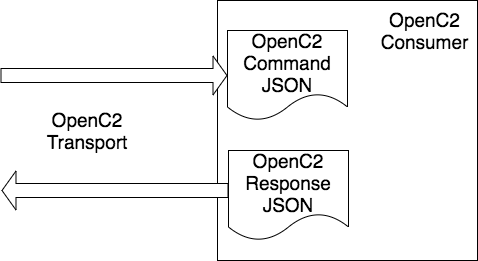 OpenC2
Consumer
OpenC2
Command
JSON
OpenC2
Transport
OpenC2
Response
JSON